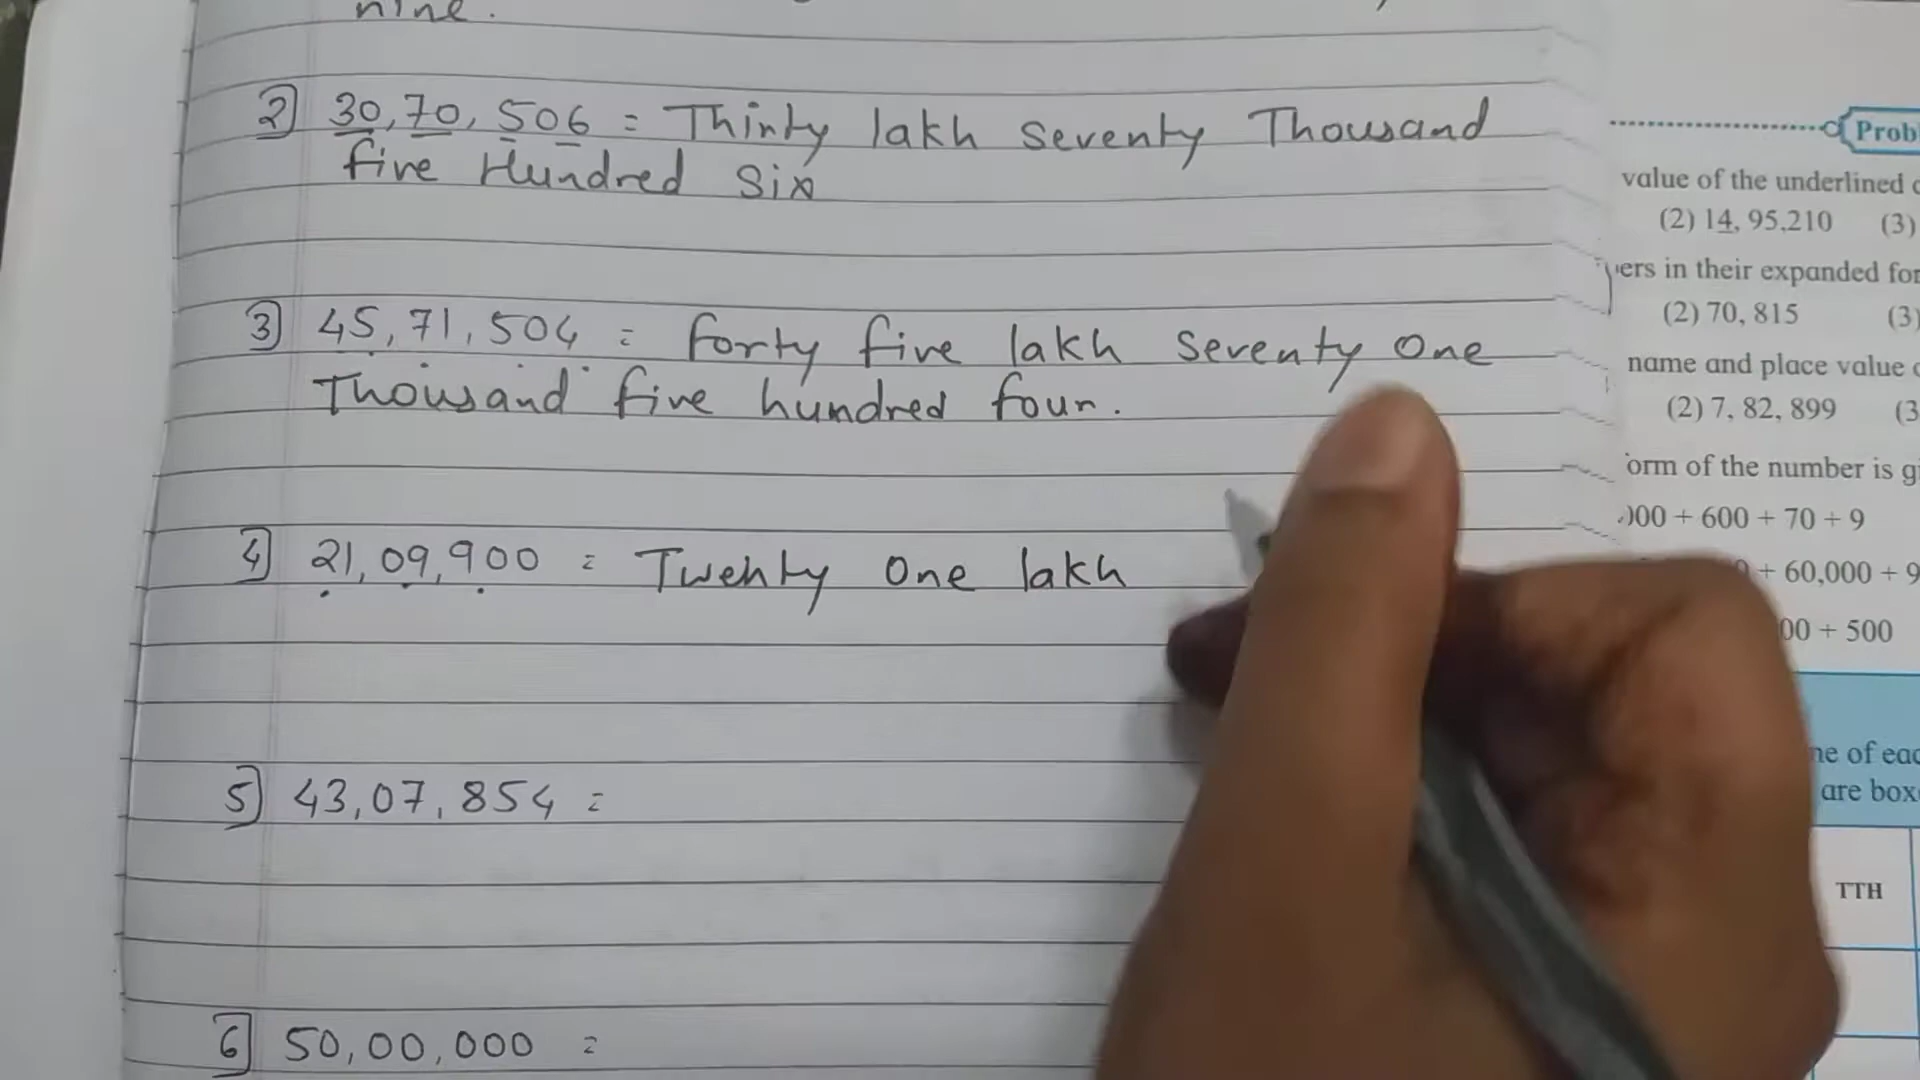 nine.
2] 30,70,506 = Thirty lakh seventy Thousand
five Hundred six
3] 45,71,504 = forty five lakh seventy One
Thousand five hundred four.
4] 21,09,900 = Twenty One lakh
5] 43,07,854 =
6] 50,00,000 =
Prob
value of the underlined
(2) 14, 95,210 (3)
in their expanded for
(2) 70, 815 (3)
name and place value
(2) 7, 82, 899 (3
orm of the number is gi
000 + 600 + 70 + 9
0 + 60,000 + 9
00 + 500
ne of eac
are box
TTH